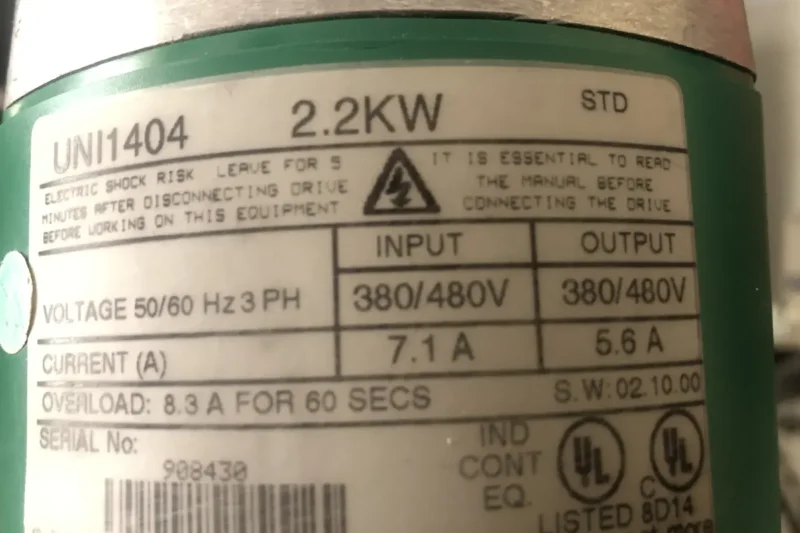 UNI1404 2.2KW STD
ELECTRIC SHOCK RISK LEAVE FOR 5
MINUTES AFTER DISCONNECTING DRIVE
BEFORE WORKING ON THIS EQUIPMENT
IT IS ESSENTIAL TO READ
THE MANUAL BEFORE
CONNECTING THE DRIVE
INPUT OUTPUT
VOLTAGE 50/60 Hz 3 PH 380/480V 380/480V
CURRENT (A) 7.1 A 5.6 A
OVERLOAD: 8.3 A FOR 60 SECS S.W: 02.10.00
SERIAL No:
908430
IND
CONT
EQ.
UL
C UL
LISTED 8D14
more